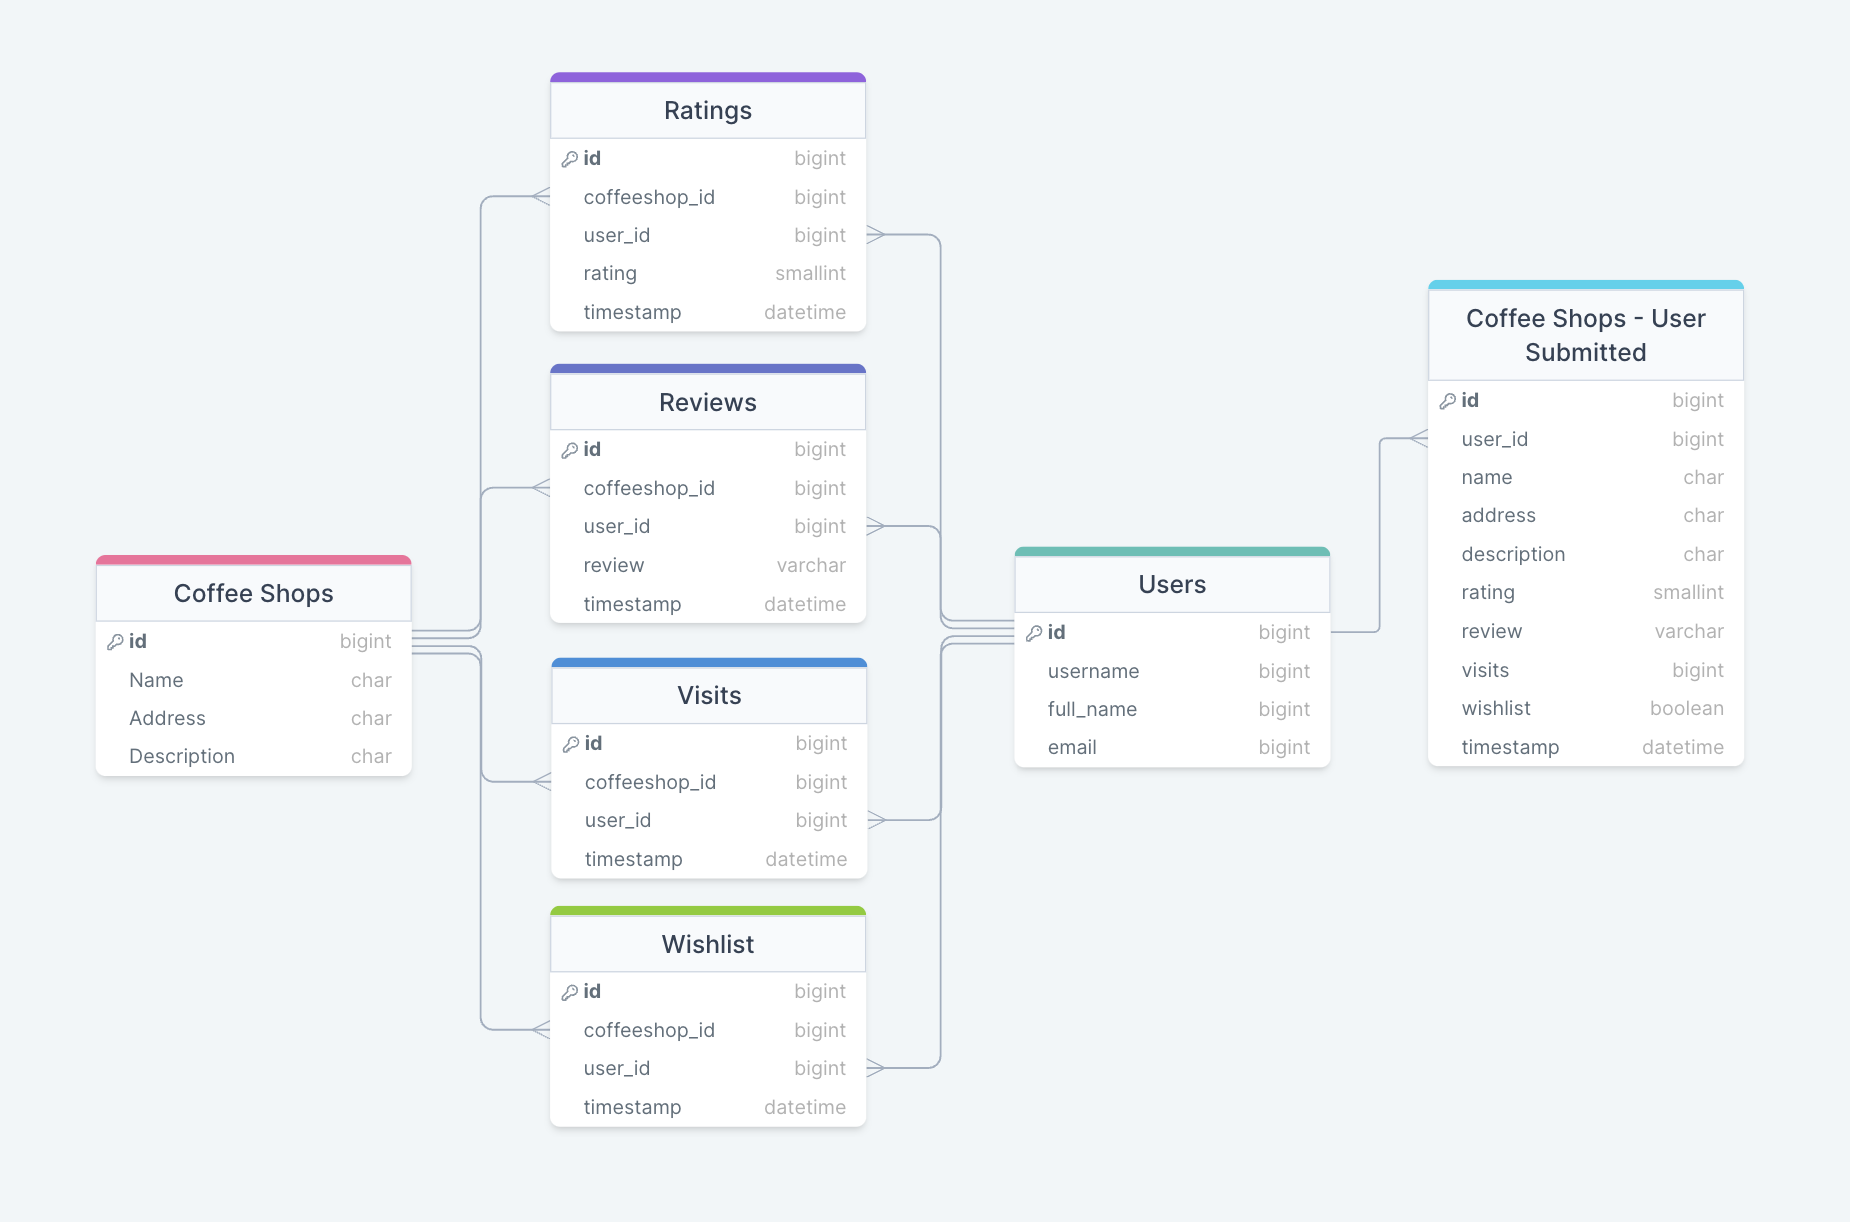 Ratings
id bigint
coffeeshop_id bigint
user_id bigint
rating smallint
timestamp datetime
Reviews
id bigint
coffeeshop_id bigint
user_id bigint
review varchar
timestamp datetime
Coffee Shops
id bigint
Name char
Address char
Description char
Visits
id bigint
coffeeshop_id bigint
user_id bigint
timestamp datetime
Wishlist
id bigint
coffeeshop_id bigint
user_id bigint
timestamp datetime
Users
id bigint
username bigint
full_name bigint
email bigint
Coffee Shops - User
Submitted
id bigint
user_id bigint
name char
address char
description char
rating smallint
review varchar
visits bigint
wishlist boolean
timestamp datetime